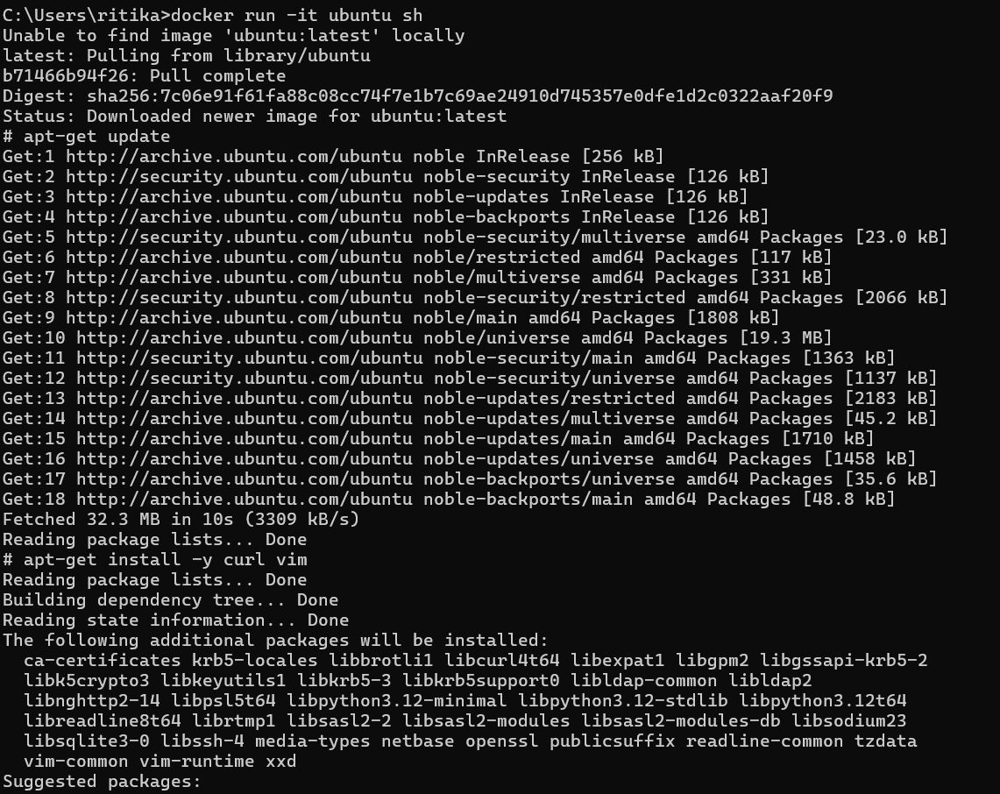 C:\Users\ritika>docker run -it ubuntu sh
Unable to find image 'ubuntu:latest' locally
latest: Pulling from library/ubuntu
b71466b94f26: Pull complete
Digest: sha256:7c06e91f61fa88c08cc74f7e1b7c69ae24910d745357e0dfe1d2c0322aaf20f9
Status: Downloaded newer image for ubuntu:latest
# apt-get update
Get:1 http://archive.ubuntu.com/ubuntu noble InRelease [256 kB]
Get:2 http://security.ubuntu.com/ubuntu noble-security InRelease [126 kB]
Get:3 http://archive.ubuntu.com/ubuntu noble-updates InRelease [126 kB]
Get:4 http://archive.ubuntu.com/ubuntu noble-backports InRelease [126 kB]
Get:5 http://security.ubuntu.com/ubuntu noble-security/multiverse amd64 Packages [23.0 kB]
Get:6 http://archive.ubuntu.com/ubuntu noble/restricted amd64 Packages [117 kB]
Get:7 http://archive.ubuntu.com/ubuntu noble/multiverse amd64 Packages [331 kB]
Get:8 http://security.ubuntu.com/ubuntu noble-security/restricted amd64 Packages [2066 kB]
Get:9 http://archive.ubuntu.com/ubuntu noble/main amd64 Packages [1808 kB]
Get:10 http://archive.ubuntu.com/ubuntu noble/universe amd64 Packages [19.3 MB]
Get:11 http://security.ubuntu.com/ubuntu noble-security/main amd64 Packages [1363 kB]
Get:12 http://security.ubuntu.com/ubuntu noble-security/universe amd64 Packages [1137 kB]
Get:13 http://archive.ubuntu.com/ubuntu noble-updates/restricted amd64 Packages [2183 kB]
Get:14 http://archive.ubuntu.com/ubuntu noble-updates/multiverse amd64 Packages [45.2 kB]
Get:15 http://archive.ubuntu.com/ubuntu noble-updates/main amd64 Packages [1710 kB]
Get:16 http://archive.ubuntu.com/ubuntu noble-updates/universe amd64 Packages [1458 kB]
Get:17 http://archive.ubuntu.com/ubuntu noble-backports/universe amd64 Packages [35.6 kB]
Get:18 http://archive.ubuntu.com/ubuntu noble-backports/main amd64 Packages [48.8 kB]
Fetched 32.3 MB in 10s (3309 kB/s)
Reading package lists... Done
# apt-get install -y curl vim
Reading package lists... Done
Building dependency tree... Done
Reading state information... Done
The following additional packages will be installed:
  ca-certificates krb5-locales libbrotli1 libcurl4t64 libexpat1 libgpm2 libgssapi-krb5-2
  libk5crypto3 libkeyutils1 libkrb5-3 libkrb5support0 libldap-common libldap2
  libnghttp2-14 libpsl5t64 libpython3.12-minimal libpython3.12-stdlib libpython3.12t64
  libreadline8t64 librtmp1 libsasl2-2 libsasl2-modules libsasl2-modules-db libsodium23
  libsqlite3-0 libssh-4 media-types netbase openssl publicsuffix readline-common tzdata
  vim-common vim-runtime xxd
Suggested packages: